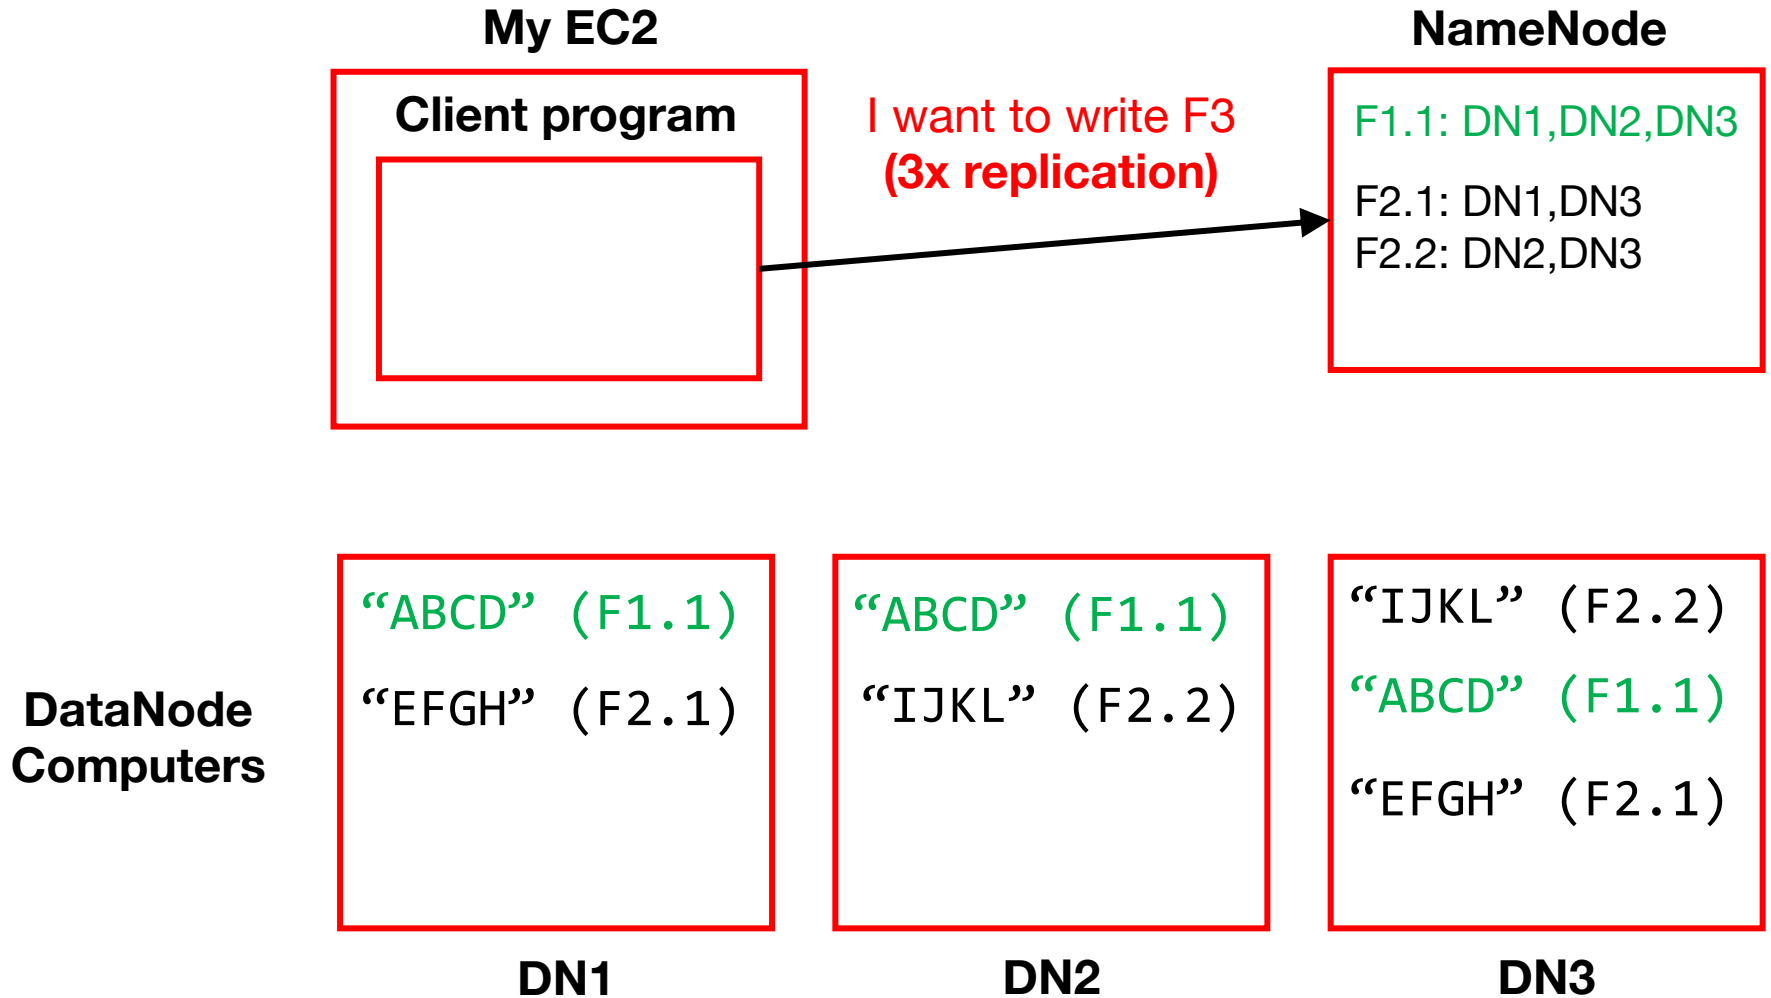 My EC2
NameNode
Client program
I want to write F3
(3x replication)
F1.1: DN1,DN2,DN3
F2.1: DN1,DN3
F2.2: DN2,DN3
DataNode
Computers
“ABCD” (F1.1)
“EFGH” (F2.1)
DN1
“ABCD” (F1.1)
“IJKL” (F2.2)
DN2
“IJKL” (F2.2)
“ABCD” (F1.1)
“EFGH” (F2.1)
DN3